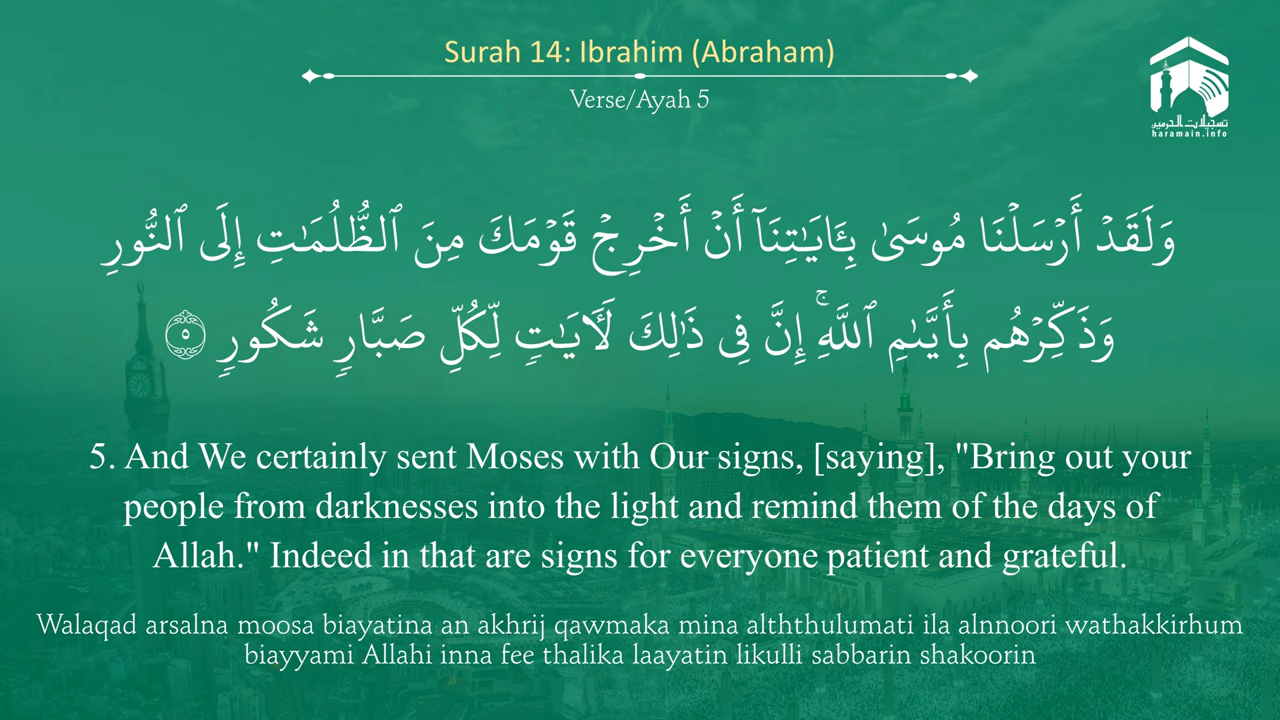 Surah 14: Ibrahim (Abraham)
Verse/Ayah 5
تسجيلات الحرمين
haramain.info
وَلَقَدْ أَرْسَلْنَا مُوسَىٰ بِـَٔايَـٰتِنَآ أَنْ أَخْرِجْ قَوْمَكَ مِنَ ٱلظُّلُمَـٰتِ إِلَى ٱلنُّورِ
وَذَكِّرْهُم بِأَيَّىٰمِ ٱللَّهِ ۚ إِنَّ فِى ذَٰلِكَ لَـَٔايَـٰتٍ لِّكُلِّ صَبَّارٍ شَكُورٍ ٥
5. And We certainly sent Moses with Our signs, [saying], "Bring out your
people from darknesses into the light and remind them of the days of
Allah." Indeed in that are signs for everyone patient and grateful.
Walaqad arsalna moosa biayatina an akhrij qawmaka mina alththulumati ila alnnoori wathakkirhum
biayyami Allahi inna fee thalika laayatin likulli sabbarin shakoorin